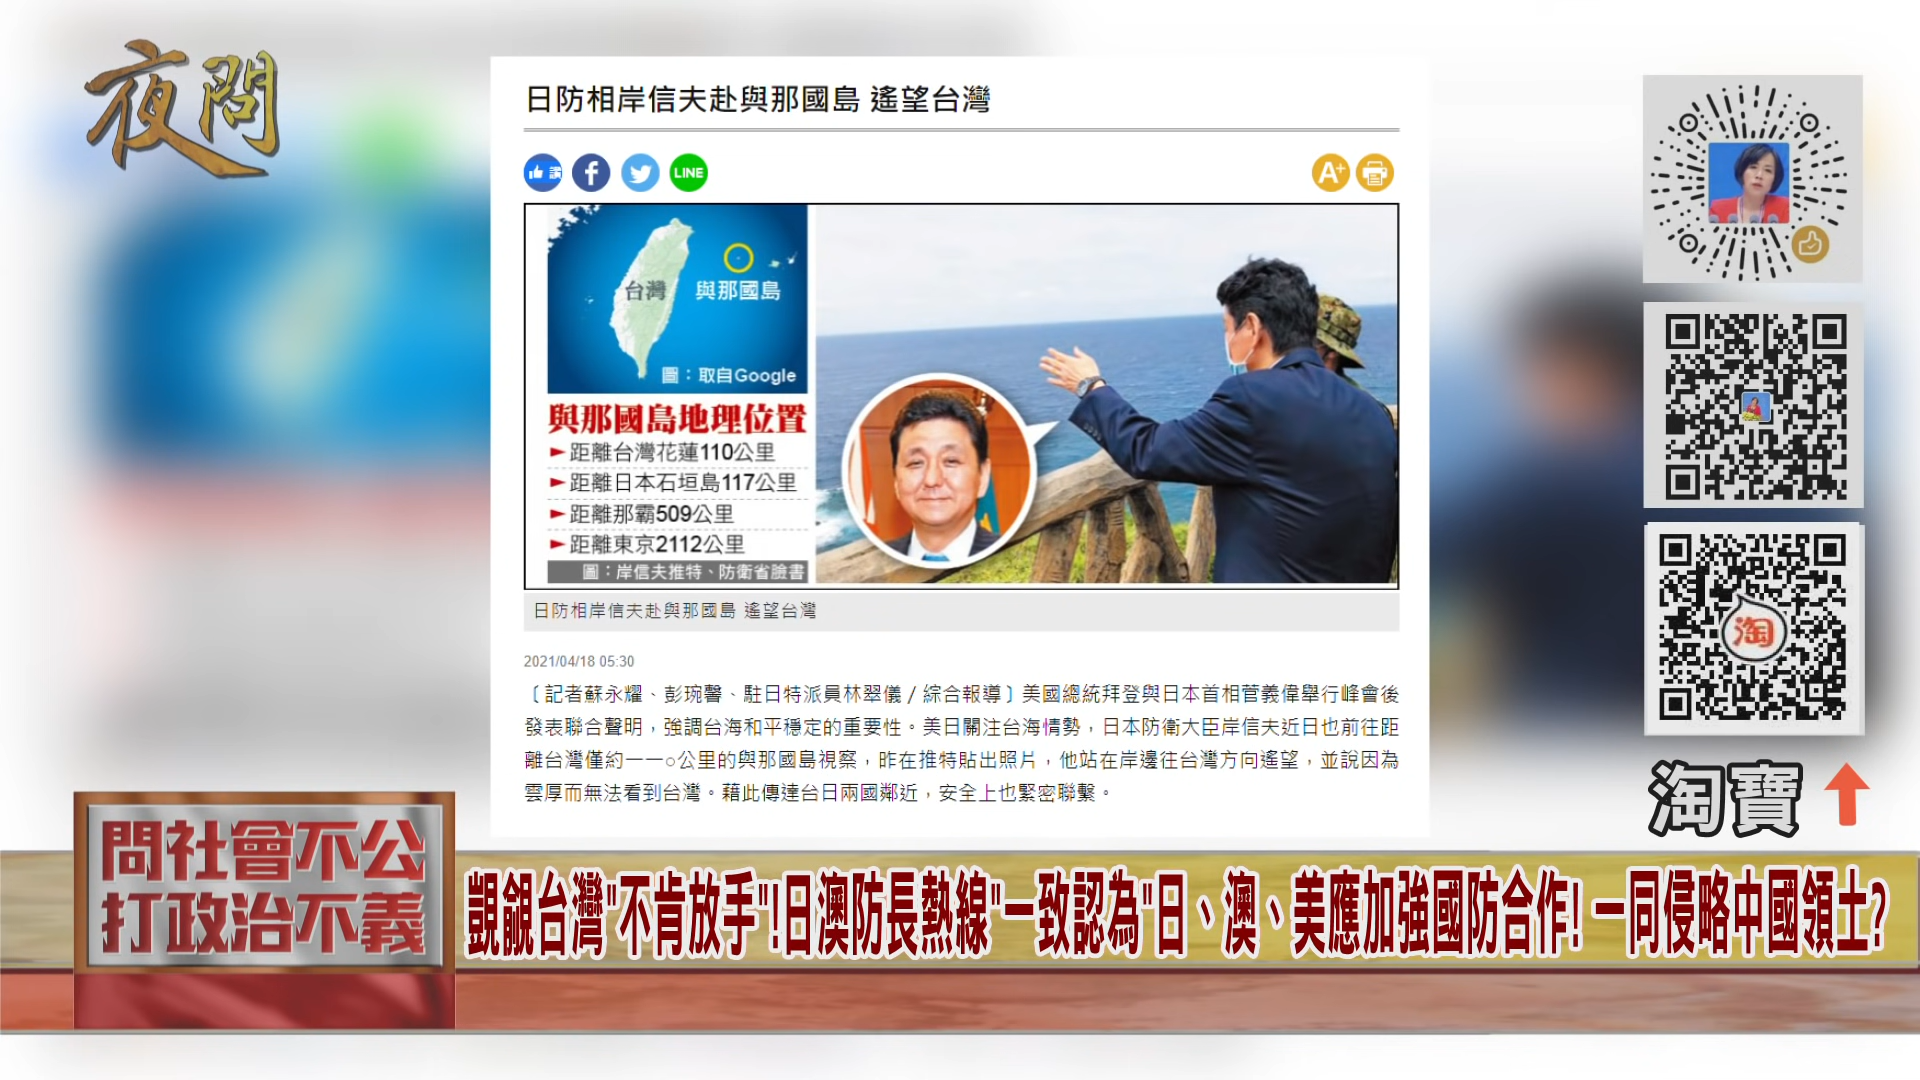 夜問
日防相岸信夫赴與那國島 遙望台灣
讚
LINE
A+
台灣
與那國島
圖：取自Google
與那國島地理位置
►距離台灣花蓮110公里
►距離日本石垣島117公里
►距離那霸509公里
►距離東京2112公里
圖：岸信夫推特、防衛省臉書
日防相岸信夫赴與那國島 遙望台灣
2021/04/18 05:30
〔記者蘇永耀、彭琬馨、駐日特派員林翠儀／綜合報導〕美國總統拜登與日本首相菅義偉舉行峰會後
發表聯合聲明，強調台海和平穩定的重要性。美日關注台海情勢，日本防衛大臣岸信夫近日也前往距
離台灣僅約一一○公里的與那國島視察，昨在推特貼出照片，他站在岸邊往台灣方向遙望，並說因為
雲厚而無法看到台灣。藉此傳達台日兩國鄰近，安全上也緊密聯繫。
淘
淘寶
問社會不公
打政治不義
覬覦台灣"不肯放手"!日澳防長熱線"一致認為"日、澳、美應加強國防合作! 一同侵略中國領土?